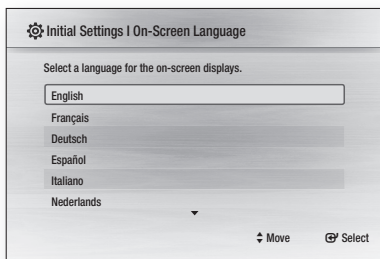 Initial Settings I On-Screen Language
Select a language for the on-screen displays.
English
Français
Deutsch
Español
Italiano
Nederlands
Move Select